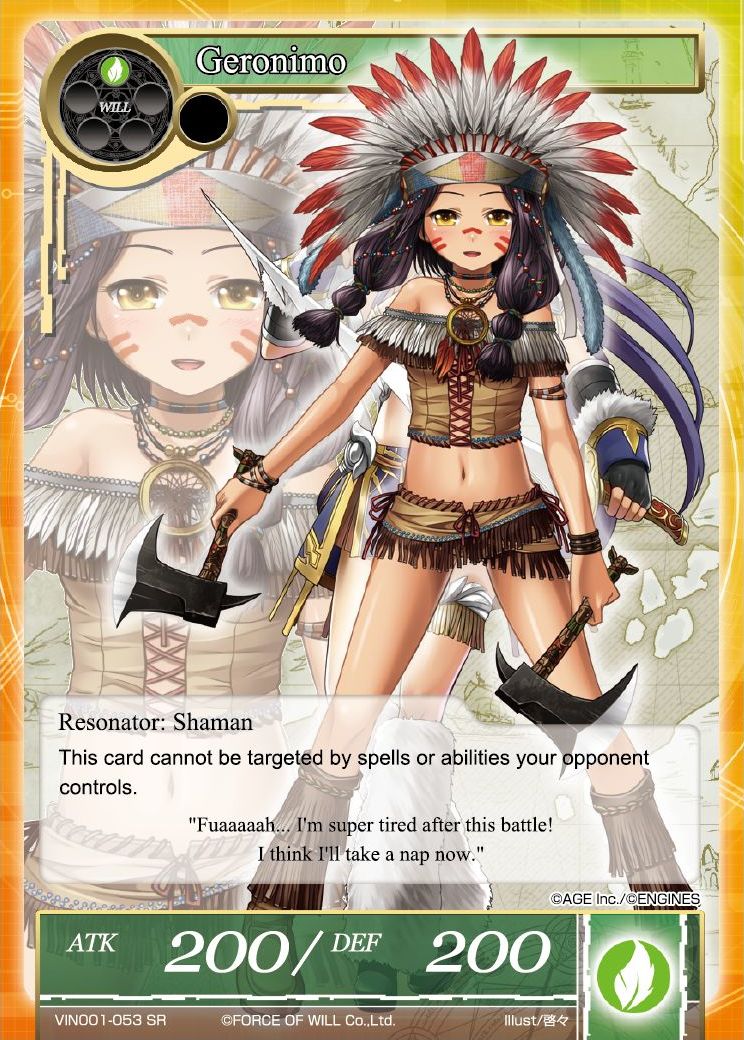 Geronimo
WILL
Resonator: Shaman
This card cannot be targeted by spells or abilities your opponent
controls.
"Fuaaaaah... I'm super tired after this battle!
I think I'll take a nap now."
©AGE Inc./©ENGINES
ATK 200/ DEF 200
VIN001-053 SR ©FORCE OF WILL Co.,Ltd. Illust/啓々